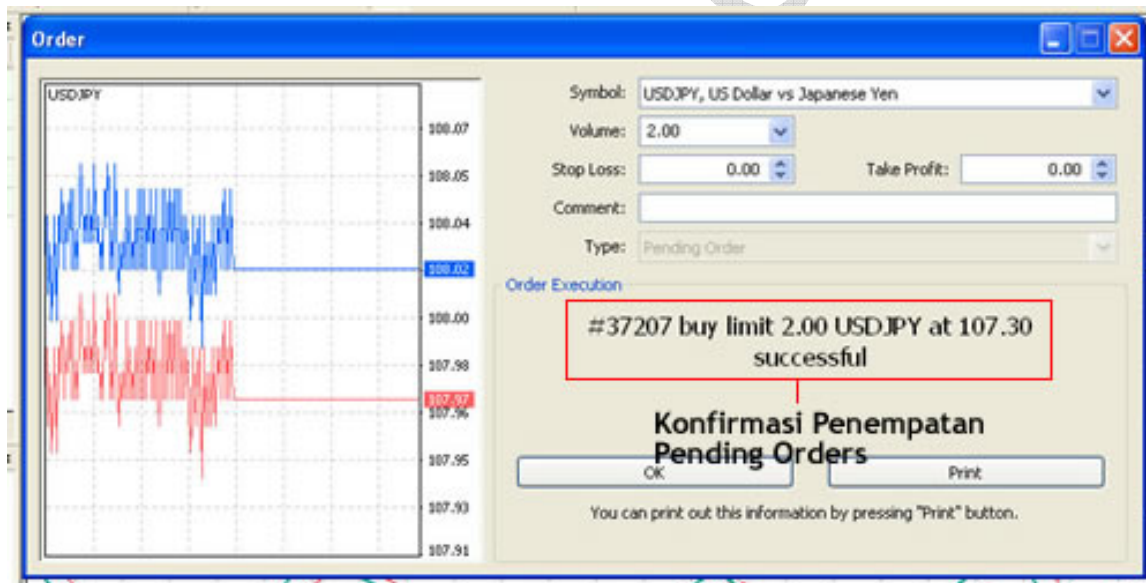 Order
USDJPY
108.07
108.05
108.04
108.02
108.00
107.98
107.97
107.96
107.95
107.93
107.91
Symbol: USDJPY, US Dollar vs Japanese Yen
Volume: 2.00
Stop Loss: 0.00 Take Profit: 0.00
Comment:
Type: Pending Order
Order Execution
#37207 buy limit 2.00 USDJPY at 107.30
successful
Konfirmasi Penempatan
Pending Orders
OK Print
You can print out this information by pressing "Print" button.